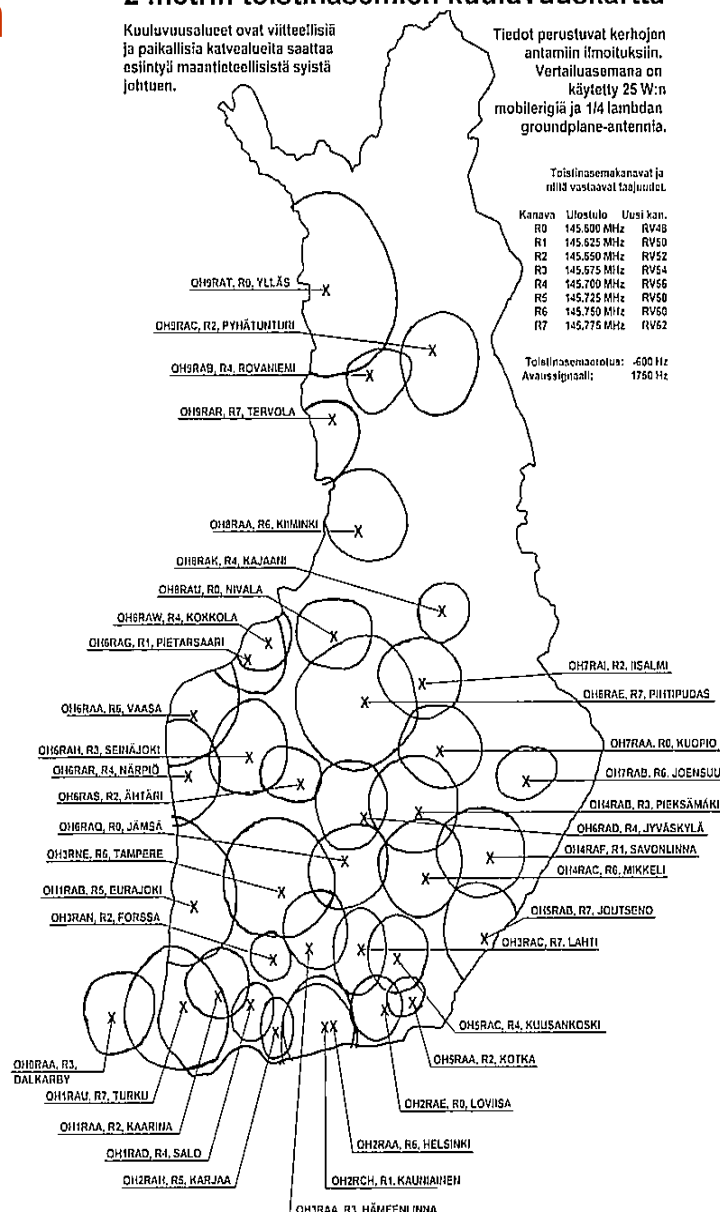 2 metrin toistinasemien kuuluvuuskartta
Kuuluvuusalueet ovat viitteellisiä
ja paikallisia katvealueita saattaa
esiintyä maantieteellisistä syistä
johtuen.
Tiedot perustuvat kerhojen
antamiin ilmoituksiin.
Vertailuasemana on
käytetty 25 W:n
mobilerigiä ja 1/4 lambdan
groundplane-antennia.
Toistinasemakanavat ja
niitä vastaavat taajuudet.
Kanava Ulostulo Uusi kan.
R0 145.600 MHz RV48
R1 145.625 MHz RV50
R2 145.650 MHz RV52
R3 145.675 MHz RV54
R4 145.700 MHz RV56
R5 145.725 MHz RV58
R6 145.750 MHz RV60
R7 145.775 MHz RV62
Toistinasemaerotus: -600 Hz
Avaussignaali: 1750 Hz
OH9RAT, R0, YLLÄS
OH9RAC, R2, PYHÄTUNTURI
OH9RAB, R4, ROVANIEMI
OH9RAR, R7, TERVOLA
OH8RAA, R6, KIIMINKI
OH8RAK, R4, KAJAANI
OH8RAU, R0, NIVALA
OH6RAW, R4, KOKKOLA
OH6RAG, R1, PIETARSAARI
OH7RAI, R2, IISALMI
OH6RAE, R7, PIHTIPUDAS
OH6RAA, R6, VAASA
OH7RAA, R0, KUOPIO
OH6RAH, R3, SEINÄJOKI
OH6RAR, R4, NÄRPIÖ
OH7RAB, R6, JOENSUU
OH6RAS, R2, ÄHTÄRI
OH4RAB, R3, PIEKSÄMÄKI
OH6RAQ, R0, JÄMSÄ
OH6RAD, R4, JYVÄSKYLÄ
OH3RNE, R6, TAMPERE
OH4RAF, R1, SAVONLINNA
OH4RAC, R6, MIKKELI
OH1RAB, R5, EURAJOKI
OH5RAB, R7, JOUTSENO
OH3RAN, R2, FORSSA
OH3RAC, R7, LAHTI
OH5RAC, R4, KUUSANKOSKI
OH0RAA, R3,
DALKARBY
OH5RAA, R2, KOTKA
OH1RAU, R7, TURKU
OH2RAE, R0, LOVIISA
OH1RAA, R2, KAARINA
OH2RAA, R6, HELSINKI
OH1RAD, R4, SALO
OH2RAH, R5, KARJAA
OH2RCH, R1, KAUNIAINEN
OH3RAA, R3, HÄMEENLINNA